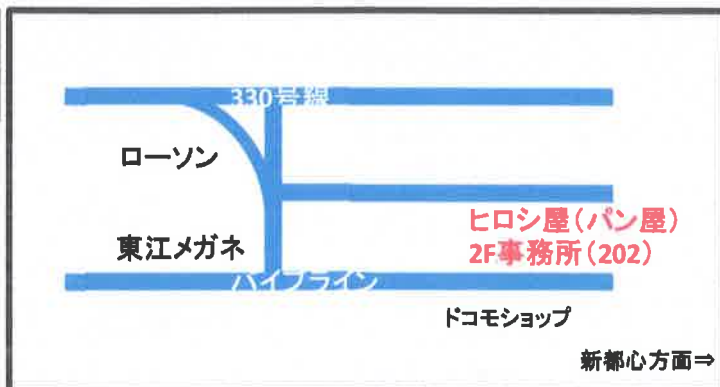 330号線
ローソン
ヒロシ屋(パン屋)
2F事務所(202)
東江メガネ
パイプライン
ドコモショップ
新都心方面⇒